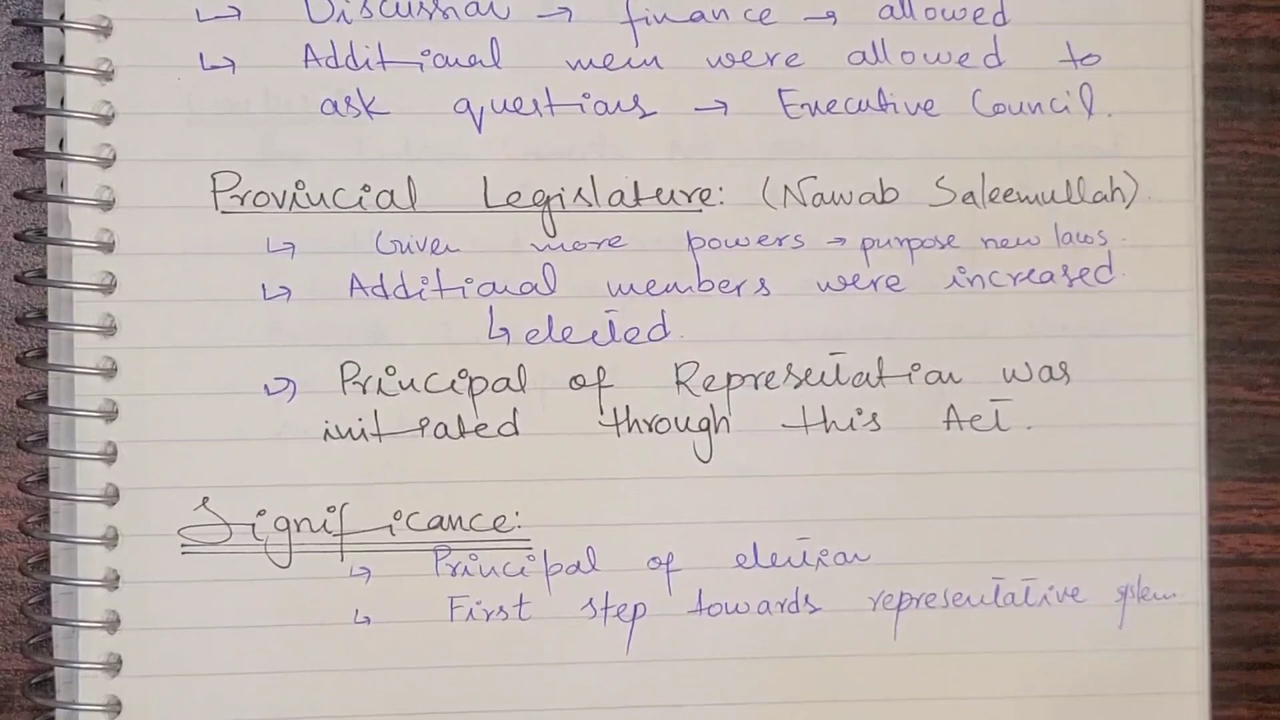 ↳ Discussion → finance → allowed
↳ Additional mem were allowed to
ask questions → Executive Council.
Provincial Legislature: (Nawab Saleemullah)
↳ Given more powers → purpose new laws.
↳ Additional members were increased.
↳ elected.
↳ Principal of Representation was
initiated through this Act.
Significance:
↳ Principal of election
↳ First step towards representative system.